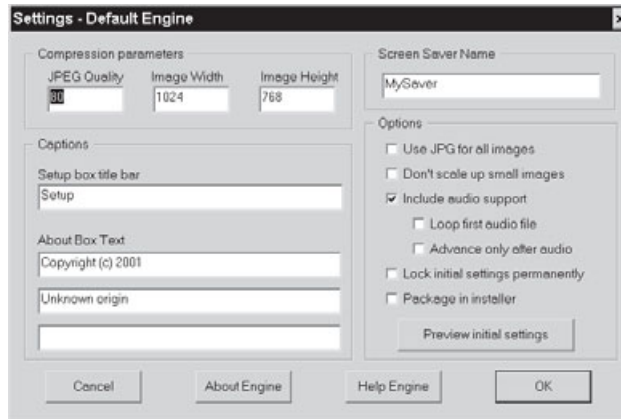 Settings - Default Engine
Compression parameters
JPEG Quality Image Width Image Height
80 1024 768
Captions
Setup box title bar
Setup
About Box Text
Copyright (c) 2001
Unknown origin
Screen Saver Name
MySaver
Options
Use JPG for all images
Don't scale up small images
Include audio support
Loop first audio file
Advance only after audio
Lock initial settings permanently
Package in installer
Preview initial settings
Cancel About Engine Help Engine OK